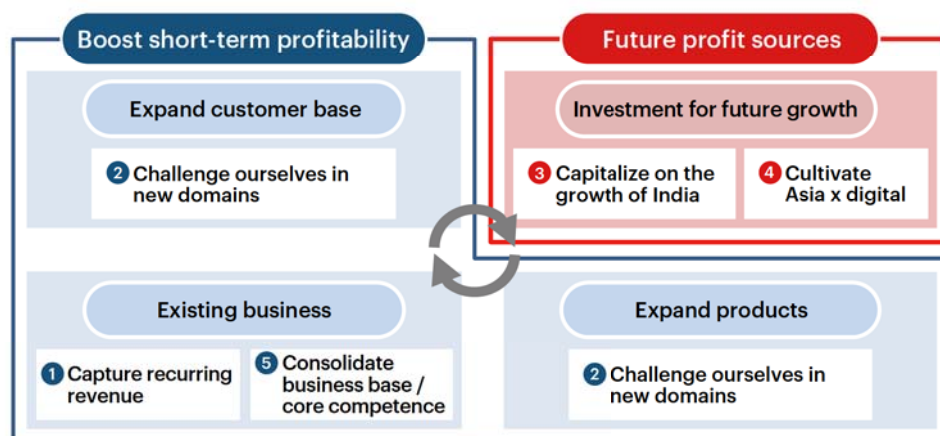 Boost short-term profitability
Future profit sources
Expand customer base
2 Challenge ourselves in
new domains
Investment for future growth
3 Capitalize on the
growth of India
4 Cultivate
Asia x digital
Existing business
1 Capture recurring
revenue
5 Consolidate
business base /
core competence
Expand products
2 Challenge ourselves in
new domains